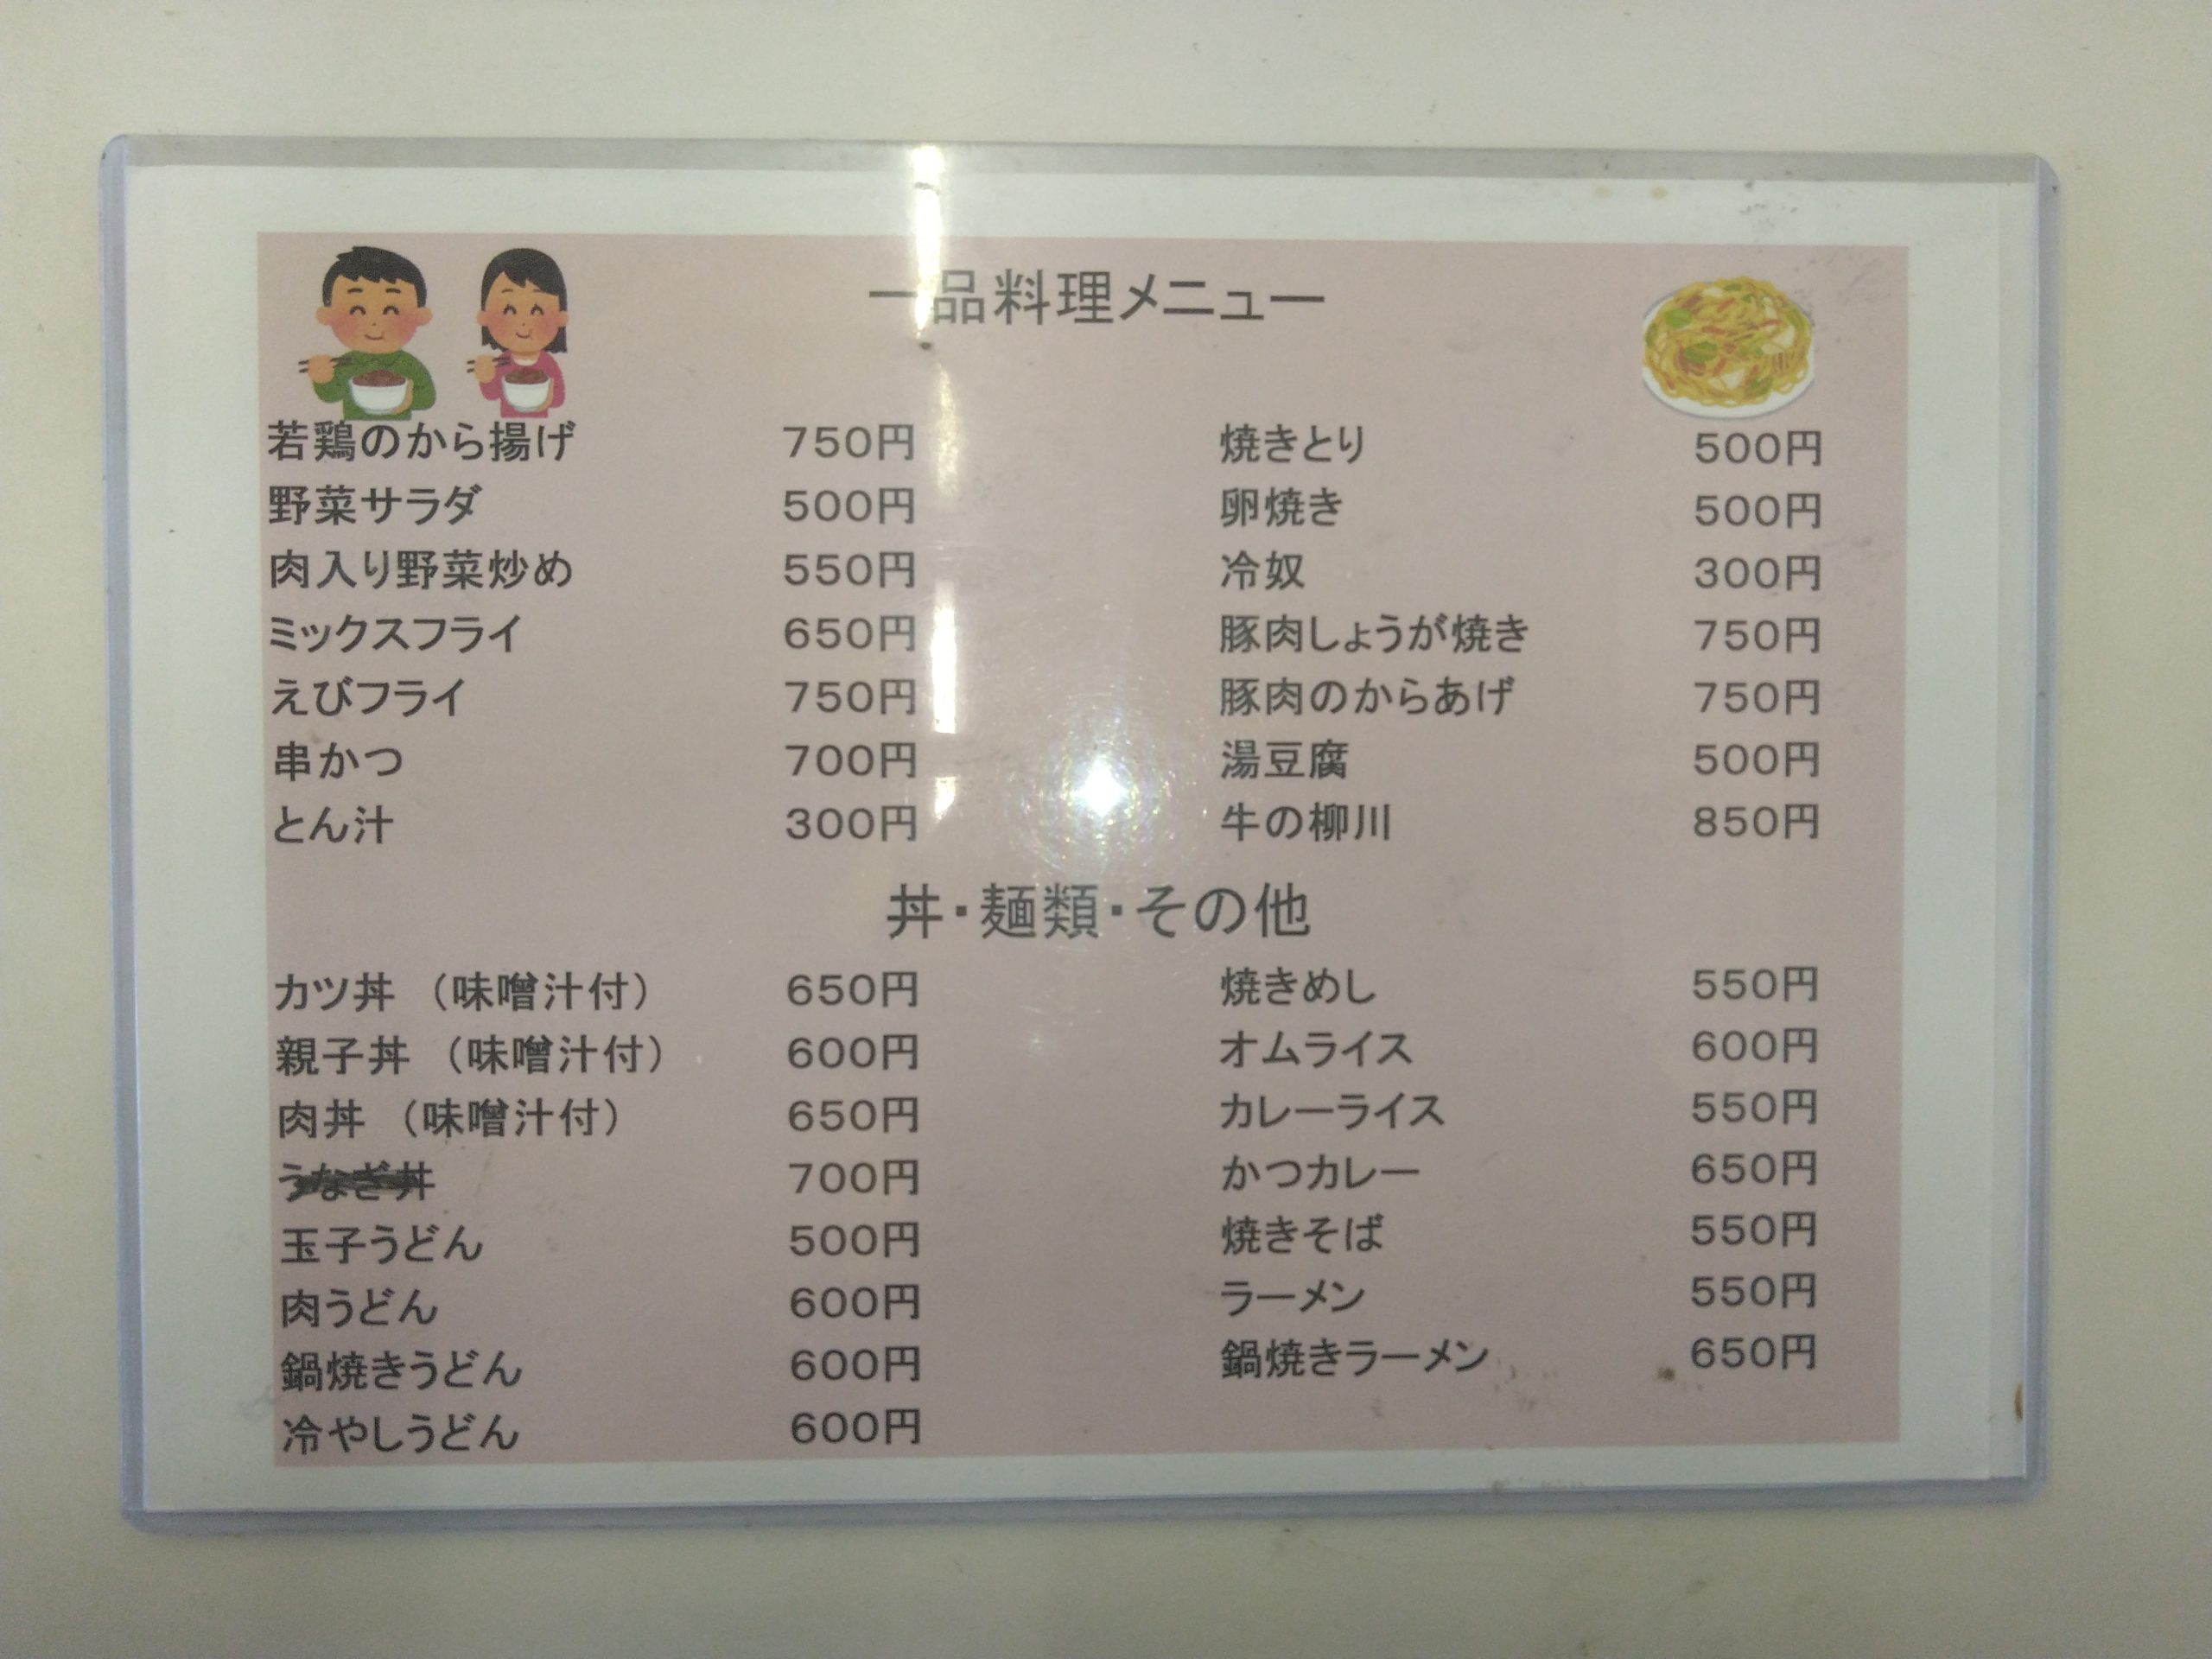 一品料理メニュー
若鶏のから揚げ 750円
野菜サラダ 500円
肉入り野菜炒め 550円
ミックスフライ 650円
えびフライ 750円
串かつ 700円
とん汁 300円
焼きとり 500円
卵焼き 500円
冷奴 300円
豚肉しょうが焼き 750円
豚肉のからあげ 750円
湯豆腐 500円
牛の柳川 850円
丼・麺類・その他
カツ丼 （味噌汁付） 650円
親子丼 （味噌汁付） 600円
肉丼 （味噌汁付） 650円
うなぎ丼 700円
玉子うどん 500円
肉うどん 600円
鍋焼きうどん 600円
冷やしうどん 600円
焼きめし 550円
オムライス 600円
カレーライス 550円
かつカレー 650円
焼きそば 550円
ラーメン 550円
鍋焼きラーメン 650円